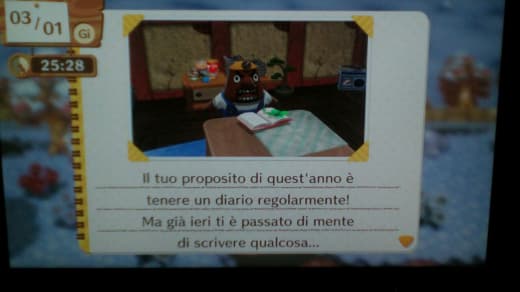 03/01
Gi
25:28
Il tuo proposito di quest'anno è
tenere un diario regolarmente!
Ma già ieri ti è passato di mente
di scrivere qualcosa...